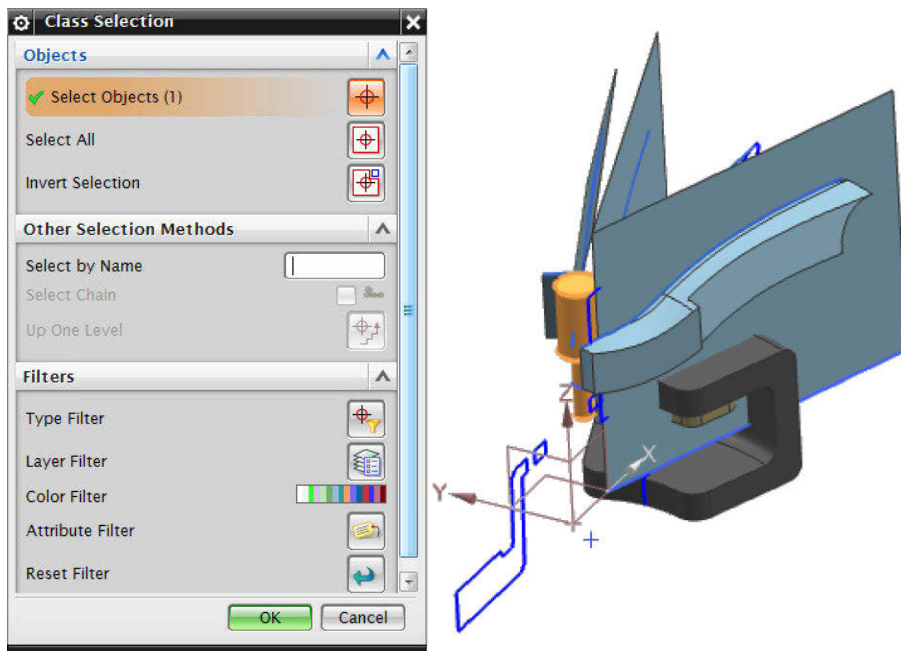 Class Selection
Objects
Select Objects (1)
Select All
Invert Selection
Other Selection Methods
Select by Name
Select Chain
Up One Level
Filters
Type Filter
Layer Filter
Color Filter
Attribute Filter
Reset Filter
OK Cancel
Z
X
Y